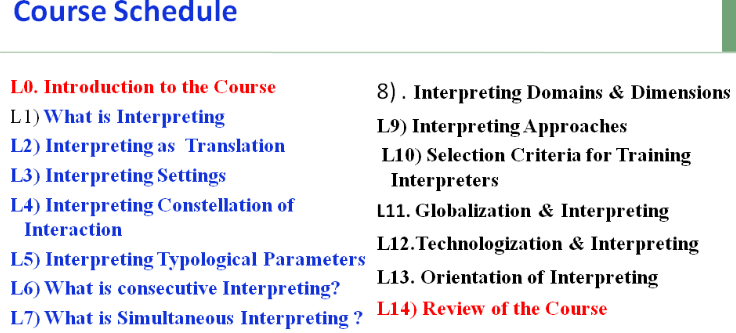 Course Schedule
L0. Introduction to the Course
L1) What is Interpreting
L2) Interpreting as Translation
L3) Interpreting Settings
L4) Interpreting Constellation of
Interaction
L5) Interpreting Typological Parameters
L6) What is consecutive Interpreting?
L7) What is Simultaneous Interpreting ?
8) . Interpreting Domains & Dimensions
L9) Interpreting Approaches
L10) Selection Criteria for Training
Interpreters
L11. Globalization & Interpreting
L12.Technologization & Interpreting
L13. Orientation of Interpreting
L14) Review of the Course